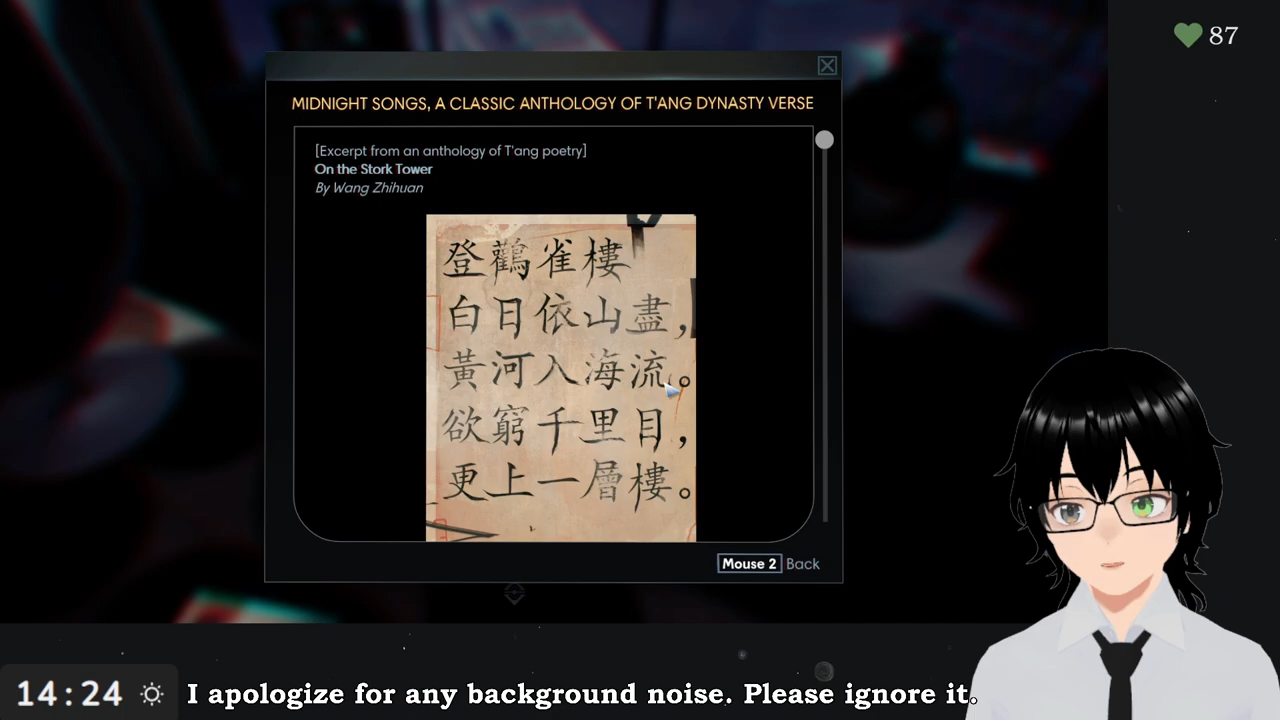 87
MIDNIGHT SONGS, A CLASSIC ANTHOLOGY OF T'ANG DYNASTY VERSE
[Excerpt from an anthology of T'ang poetry]
On the Stork Tower
By Wang Zhihuan
登鸛雀樓
白日依山盡,
黃河入海流。
欲窮千里目,
更上一層樓。
Mouse 2 Back
14:24
I apologize for any background noise. Please ignore it.